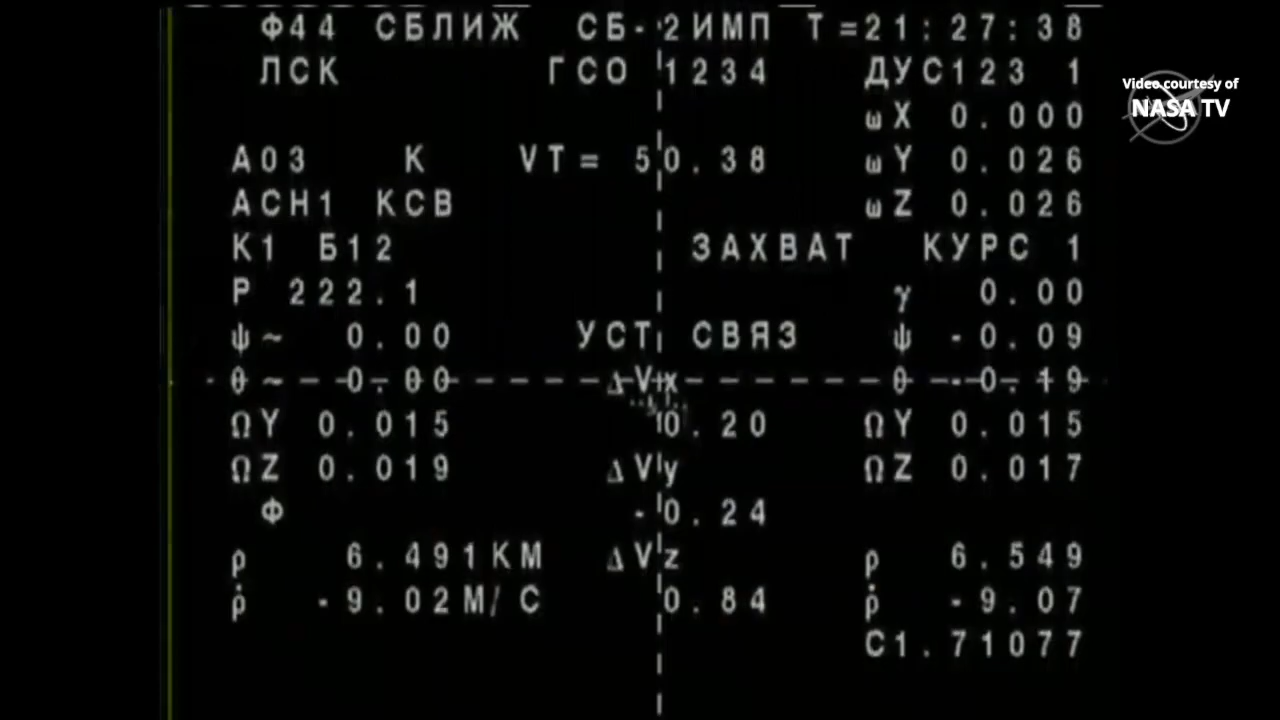 Ф44 СБЛИЖ СБ-2ИМП Т=21:27:38
ЛСК ГСО 1234 ДУС123 1
Video courtesy of
NASA TV
ωX 0.000
А03 К VT= 50.38 ωY 0.026
АСН1 КСВ ωZ 0.026
К1 Б12 ЗАХВАТ КУРС 1
Р 222.1 γ 0.00
ψ~ 0.00 УСТ СВЯЗ ψ -0.09
θ ~ 0.00 ΔVx θ -0.19
ΩY 0.015 0.20 ΩY 0.015
ΩZ 0.019 ΔVy ΩZ 0.017
Ф -0.24
ρ 6.491КМ ΔVz ρ 6.549
ρ̇ -9.02М/С 0.84 ρ̇ -9.07
С1.71077